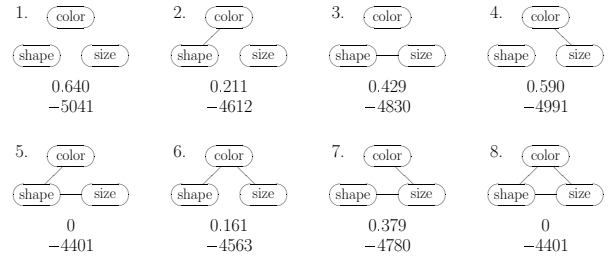 1. color 2. color 3. color 4. color
shape size shape size shape size shape size
0.640 0.211 0.429 0.590
−5041 −4612 −4830 −4991
5. color 6. color 7. color 8. color
shape size shape size shape size shape size
0 0.161 0.379 0
−4401 −4563 −4780 −4401